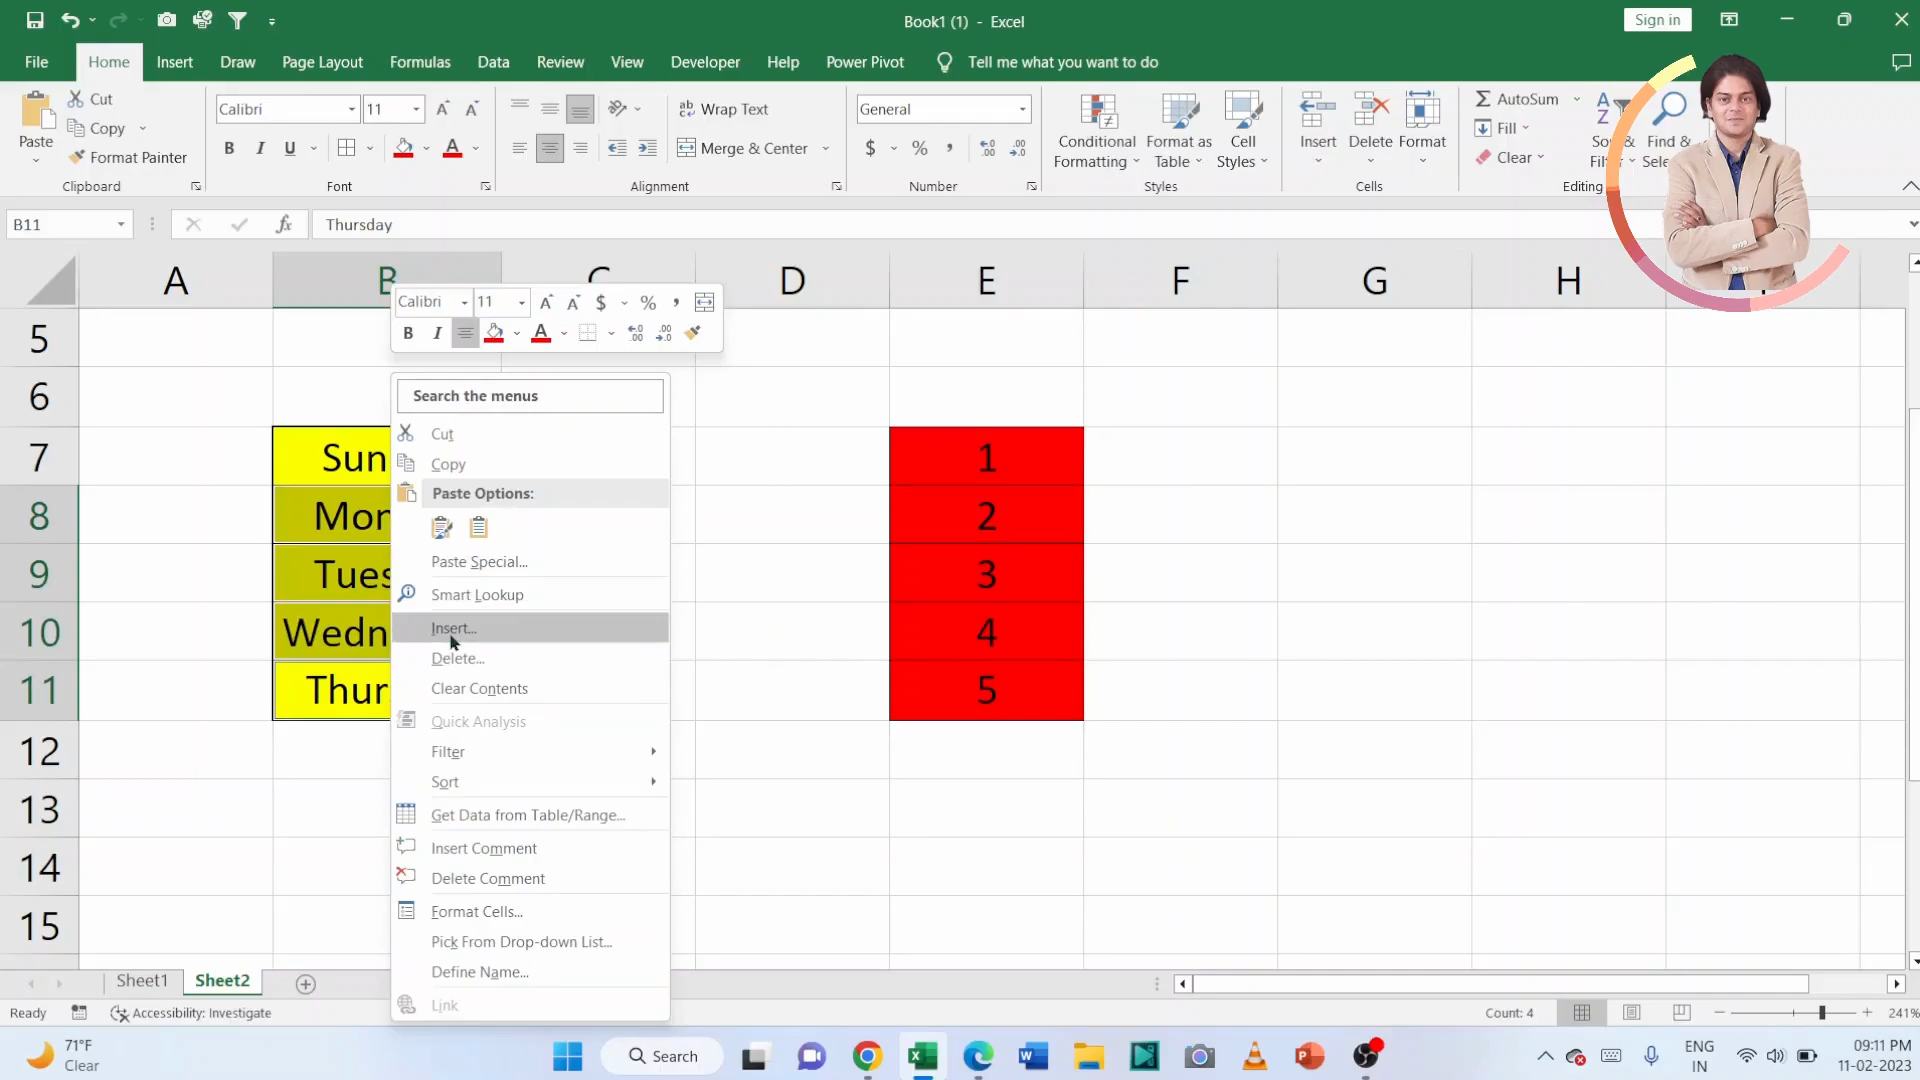 Book1 (1) - Excel
Sign in
File Home Insert Draw Page Layout Formulas Data Review View Developer Help Power Pivot Tell me what you want to do
Paste
Cut
Copy
Format Painter
Clipboard
Calibri 11
B I U
Font
Wrap Text
Merge & Center
Alignment
General
$ % ,
Number
Conditional Formatting
Format as Table
Cell Styles
Styles
Insert Delete Format
Cells
AutoSum
Fill
Clear
Find &
Editing
B11 fx Thursday
A B C D E F G H
Calibri 11 $ % ,
B I
5
6
7 Sun 1
8 Mon 2
9 Tues 3
10 Wedn 4
11 Thur 5
12
13
14
15
Search the menus
Cut
Copy
Paste Options:
Paste Special...
Smart Lookup
Insert...
Delete...
Clear Contents
Quick Analysis
Filter
Sort
Get Data from Table/Range...
Insert Comment
Delete Comment
Format Cells...
Pick From Drop-down List...
Define Name...
Link
Sheet1 Sheet2
Ready Accessibility: Investigate Count: 4 241%
71°F
Clear
Search
ENG
IN
09:11 PM
11-02-2023